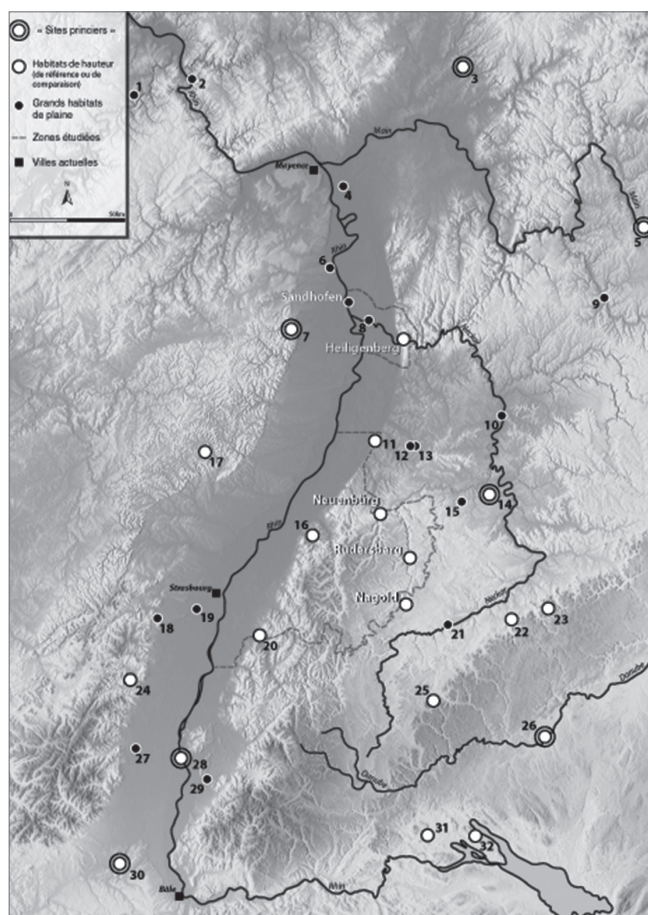 « Sites princiers »
Habitats de hauteur
(de référence ou de
comparaison)
Grands habitats
de plaine
Zones étudiées
Villes actuelles
N
50km
1
2
3
Rhin
Main
Mayence
4
Main
5
Rhin
6
Sandhofen
9
7
8
Neckar
Heiligenberg
10
11
12
13
17
Neuenbürg
14
15
16
Rhin
Rudersberg
Strasbourg
Nagold
Neckar
19
18
23
22
21
20
24
Danube
25
26
27
28
29
Danube
31
32
30
Bâle
Rhin